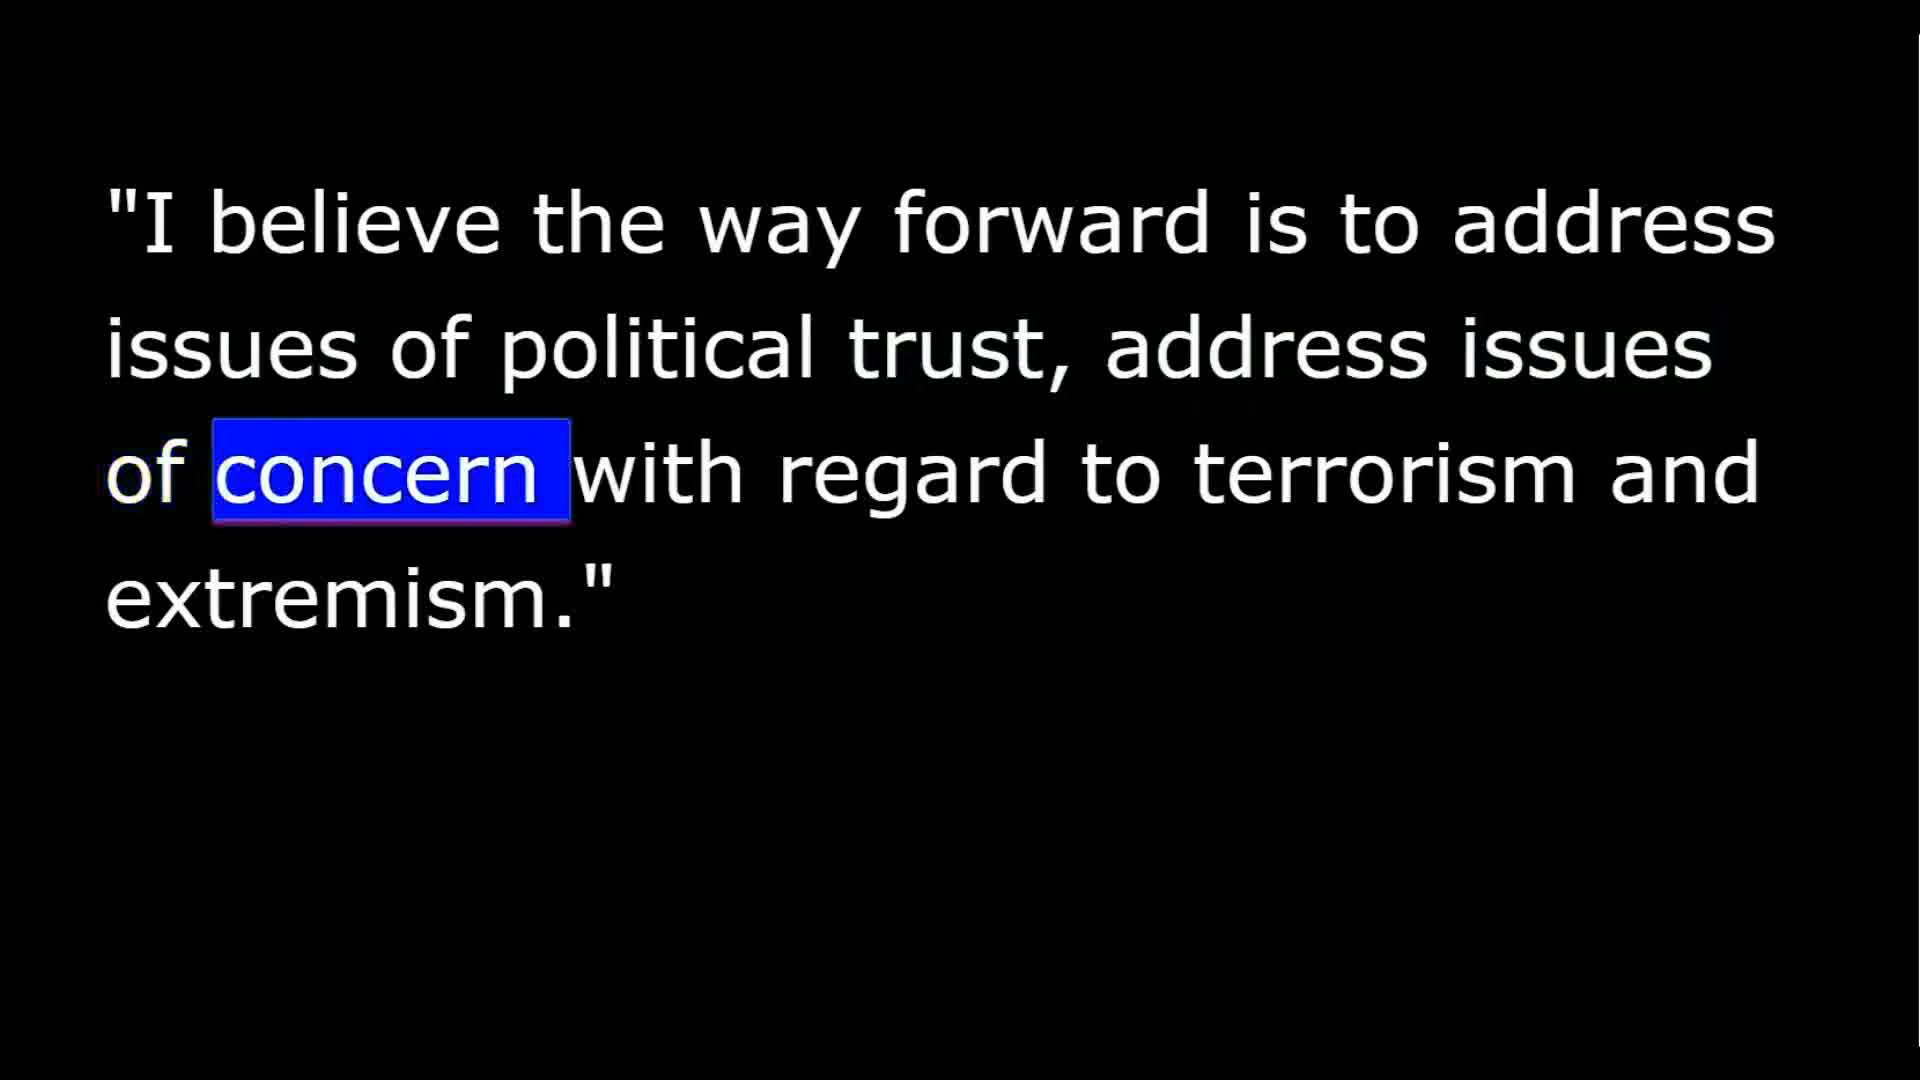 "I believe the way forward is to address
issues of political trust, address issues
of concern with regard to terrorism and
extremism."